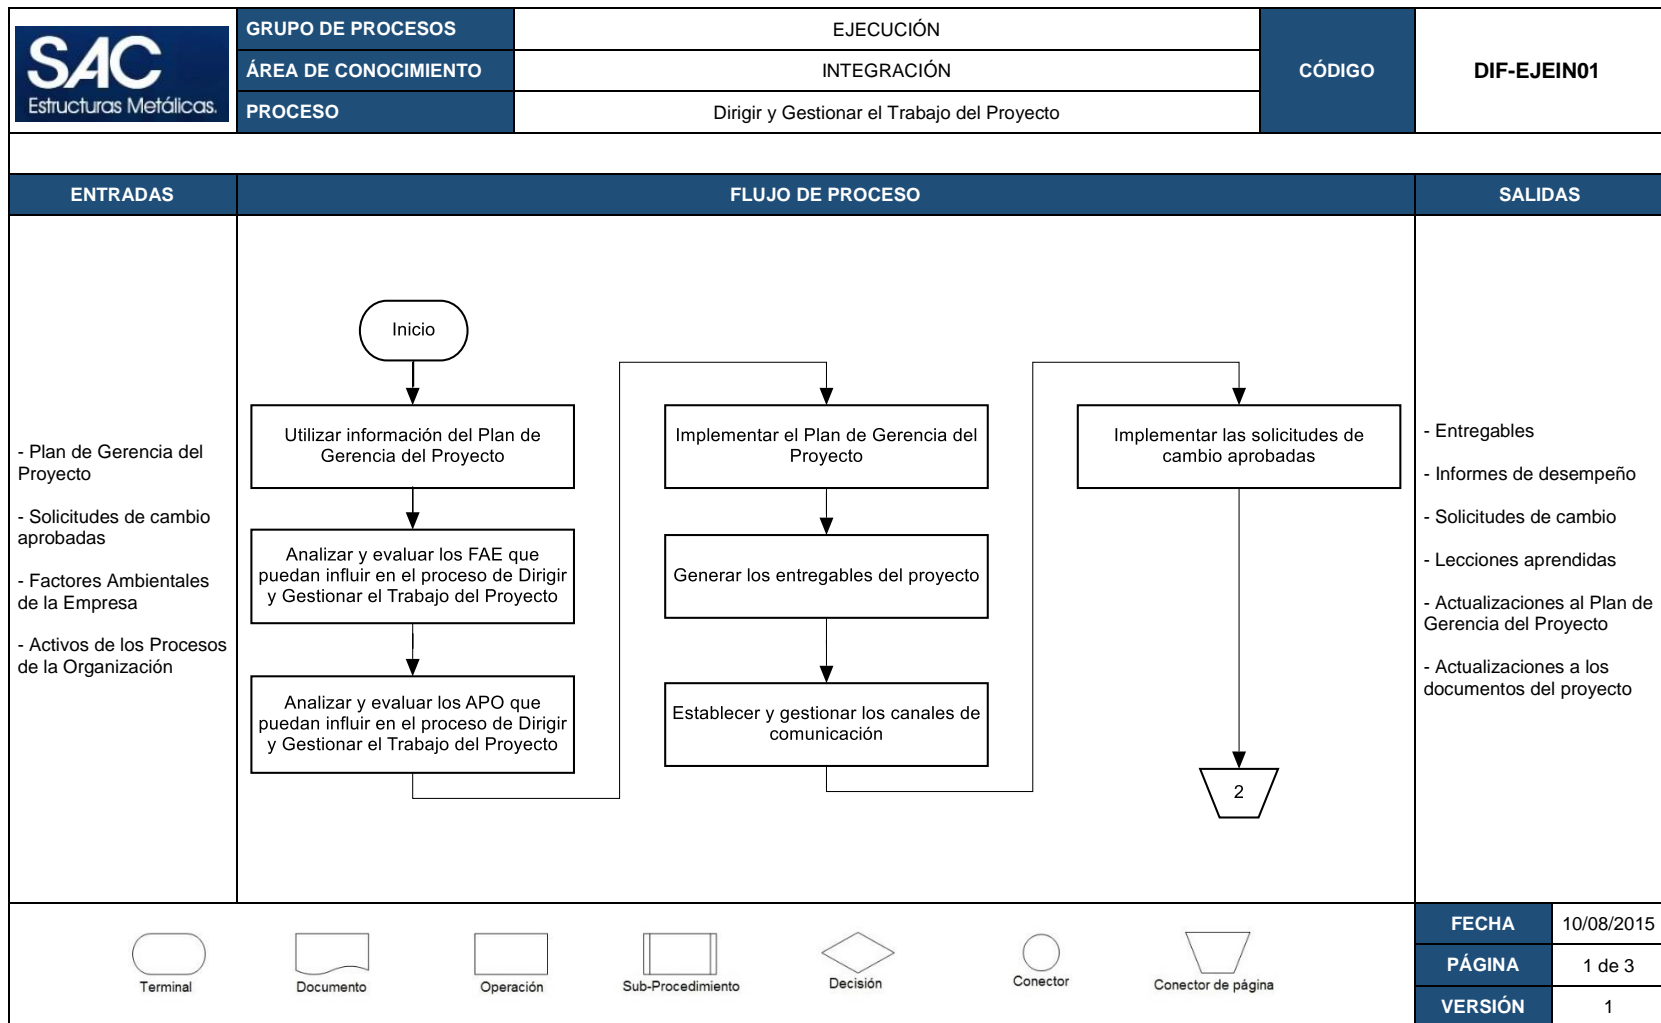 SAC
Estructuras Metálicas.
GRUPO DE PROCESOS
EJECUCIÓN
ÁREA DE CONOCIMIENTO
INTEGRACIÓN
PROCESO
Dirigir y Gestionar el Trabajo del Proyecto
CÓDIGO
DIF-EJEIN01
ENTRADAS
FLUJO DE PROCESO
SALIDAS
- Plan de Gerencia del
Proyecto
- Solicitudes de cambio
aprobadas
- Factores Ambientales
de la Empresa
- Activos de los Procesos
de la Organización
Inicio
Utilizar información del Plan de
Gerencia del Proyecto
Analizar y evaluar los FAE que
puedan influir en el proceso de Dirigir
y Gestionar el Trabajo del Proyecto
Analizar y evaluar los APO que
puedan influir en el proceso de Dirigir
y Gestionar el Trabajo del Proyecto
Implementar el Plan de Gerencia del
Proyecto
Generar los entregables del proyecto
Establecer y gestionar los canales de
comunicación
Implementar las solicitudes de
cambio aprobadas
2
- Entregables
- Informes de desempeño
- Solicitudes de cambio
- Lecciones aprendidas
- Actualizaciones al Plan de
Gerencia del Proyecto
- Actualizaciones a los
documentos del proyecto
Terminal
Documento
Operación
Sub-Procedimiento
Decisión
Conector
Conector de página
FECHA
10/08/2015
PÁGINA
1 de 3
VERSIÓN
1